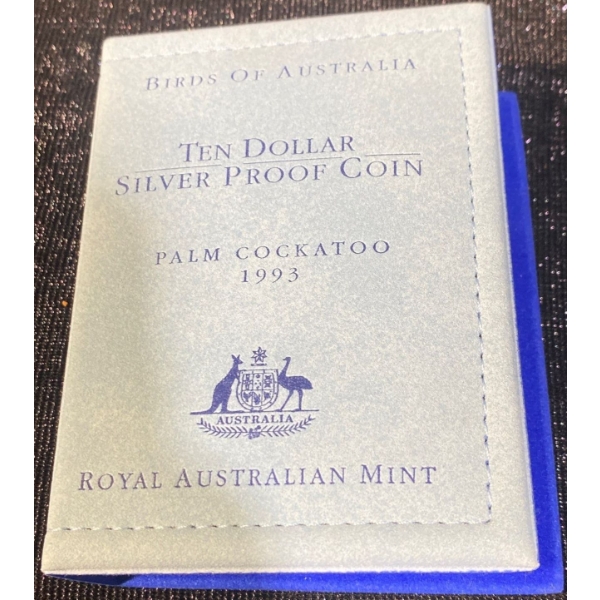 BIRDS OF AUSTRALIA
TEN DOLLAR
SILVER PROOF COIN
PALM COCKATOO
1993
AUSTRALIA
ROYAL AUSTRALIAN MINT